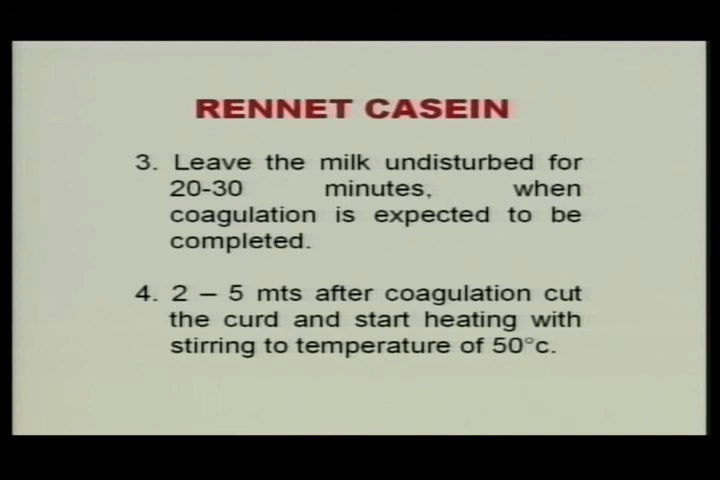 RENNET CASEIN
3. Leave the milk undisturbed for
20-30 minutes, when
coagulation is expected to be
completed.
4. 2 – 5 mts after coagulation cut
the curd and start heating with
stirring to temperature of 50°c.